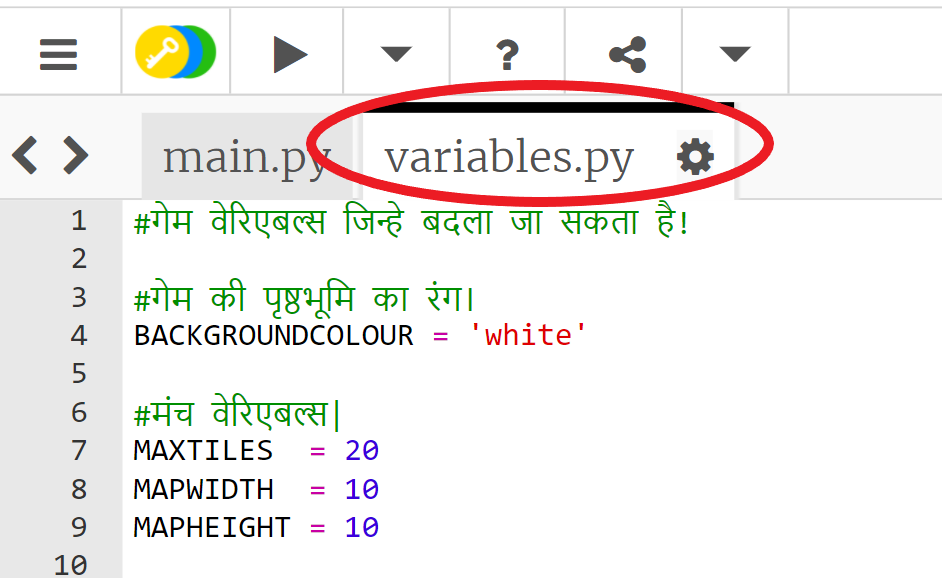 ?
main.py variables.py
1 #गेम वेरिएबल्स जिन्हे बदला जा सकता है!
2
3 #गेम की पृष्ठभूमि का रंग।
4 BACKGROUNDCOLOUR = 'white'
5
6 #मंच वेरिएबल्स|
7 MAXTILES = 20
8 MAPWIDTH = 10
9 MAPHEIGHT = 10
10